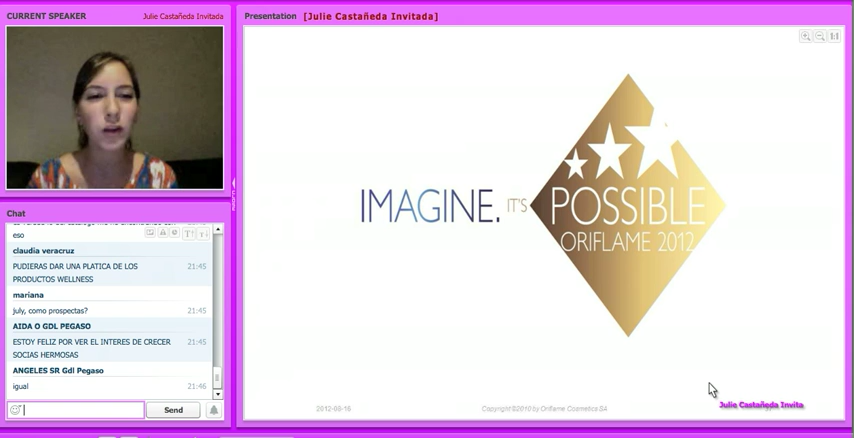 CURRENT SPEAKER
Julie Castañeda Invitada
Presentation [Julie Castañeda Invitada]
1:1
IMAGINE. IT'S POSSIBLE
ORIFLAME 2012
Chat
eso
claudia veracruz
PUDIERAS DAR UNA PLATICA DE LOS 21:45
PRODUCTOS WELLNESS
mariana
july, como prospectas? 21:45
AIDA O GDL PEGASO
ESTOY FELIZ POR VER EL INTERES DE CRECER 21:45
SOCIAS HERMOSAS
ANGELES SR Gdl Pegaso
igual 21:46
Send
Copyright ©2010 by Oriflame Cosmetics SA
Julie Castañeda Invita